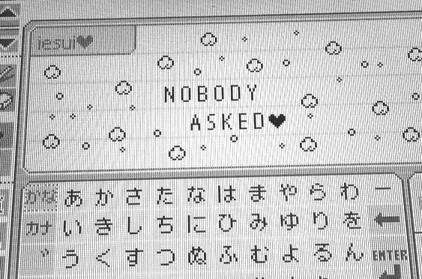 iesui♥
NOBODY
ASKED♥
かな あ か さ た な は ま や ら わ ー
カナ い き し ち に ひ み ゆ り を ←
゛ う く す つ ぬ ふ む よ る ん ENTER